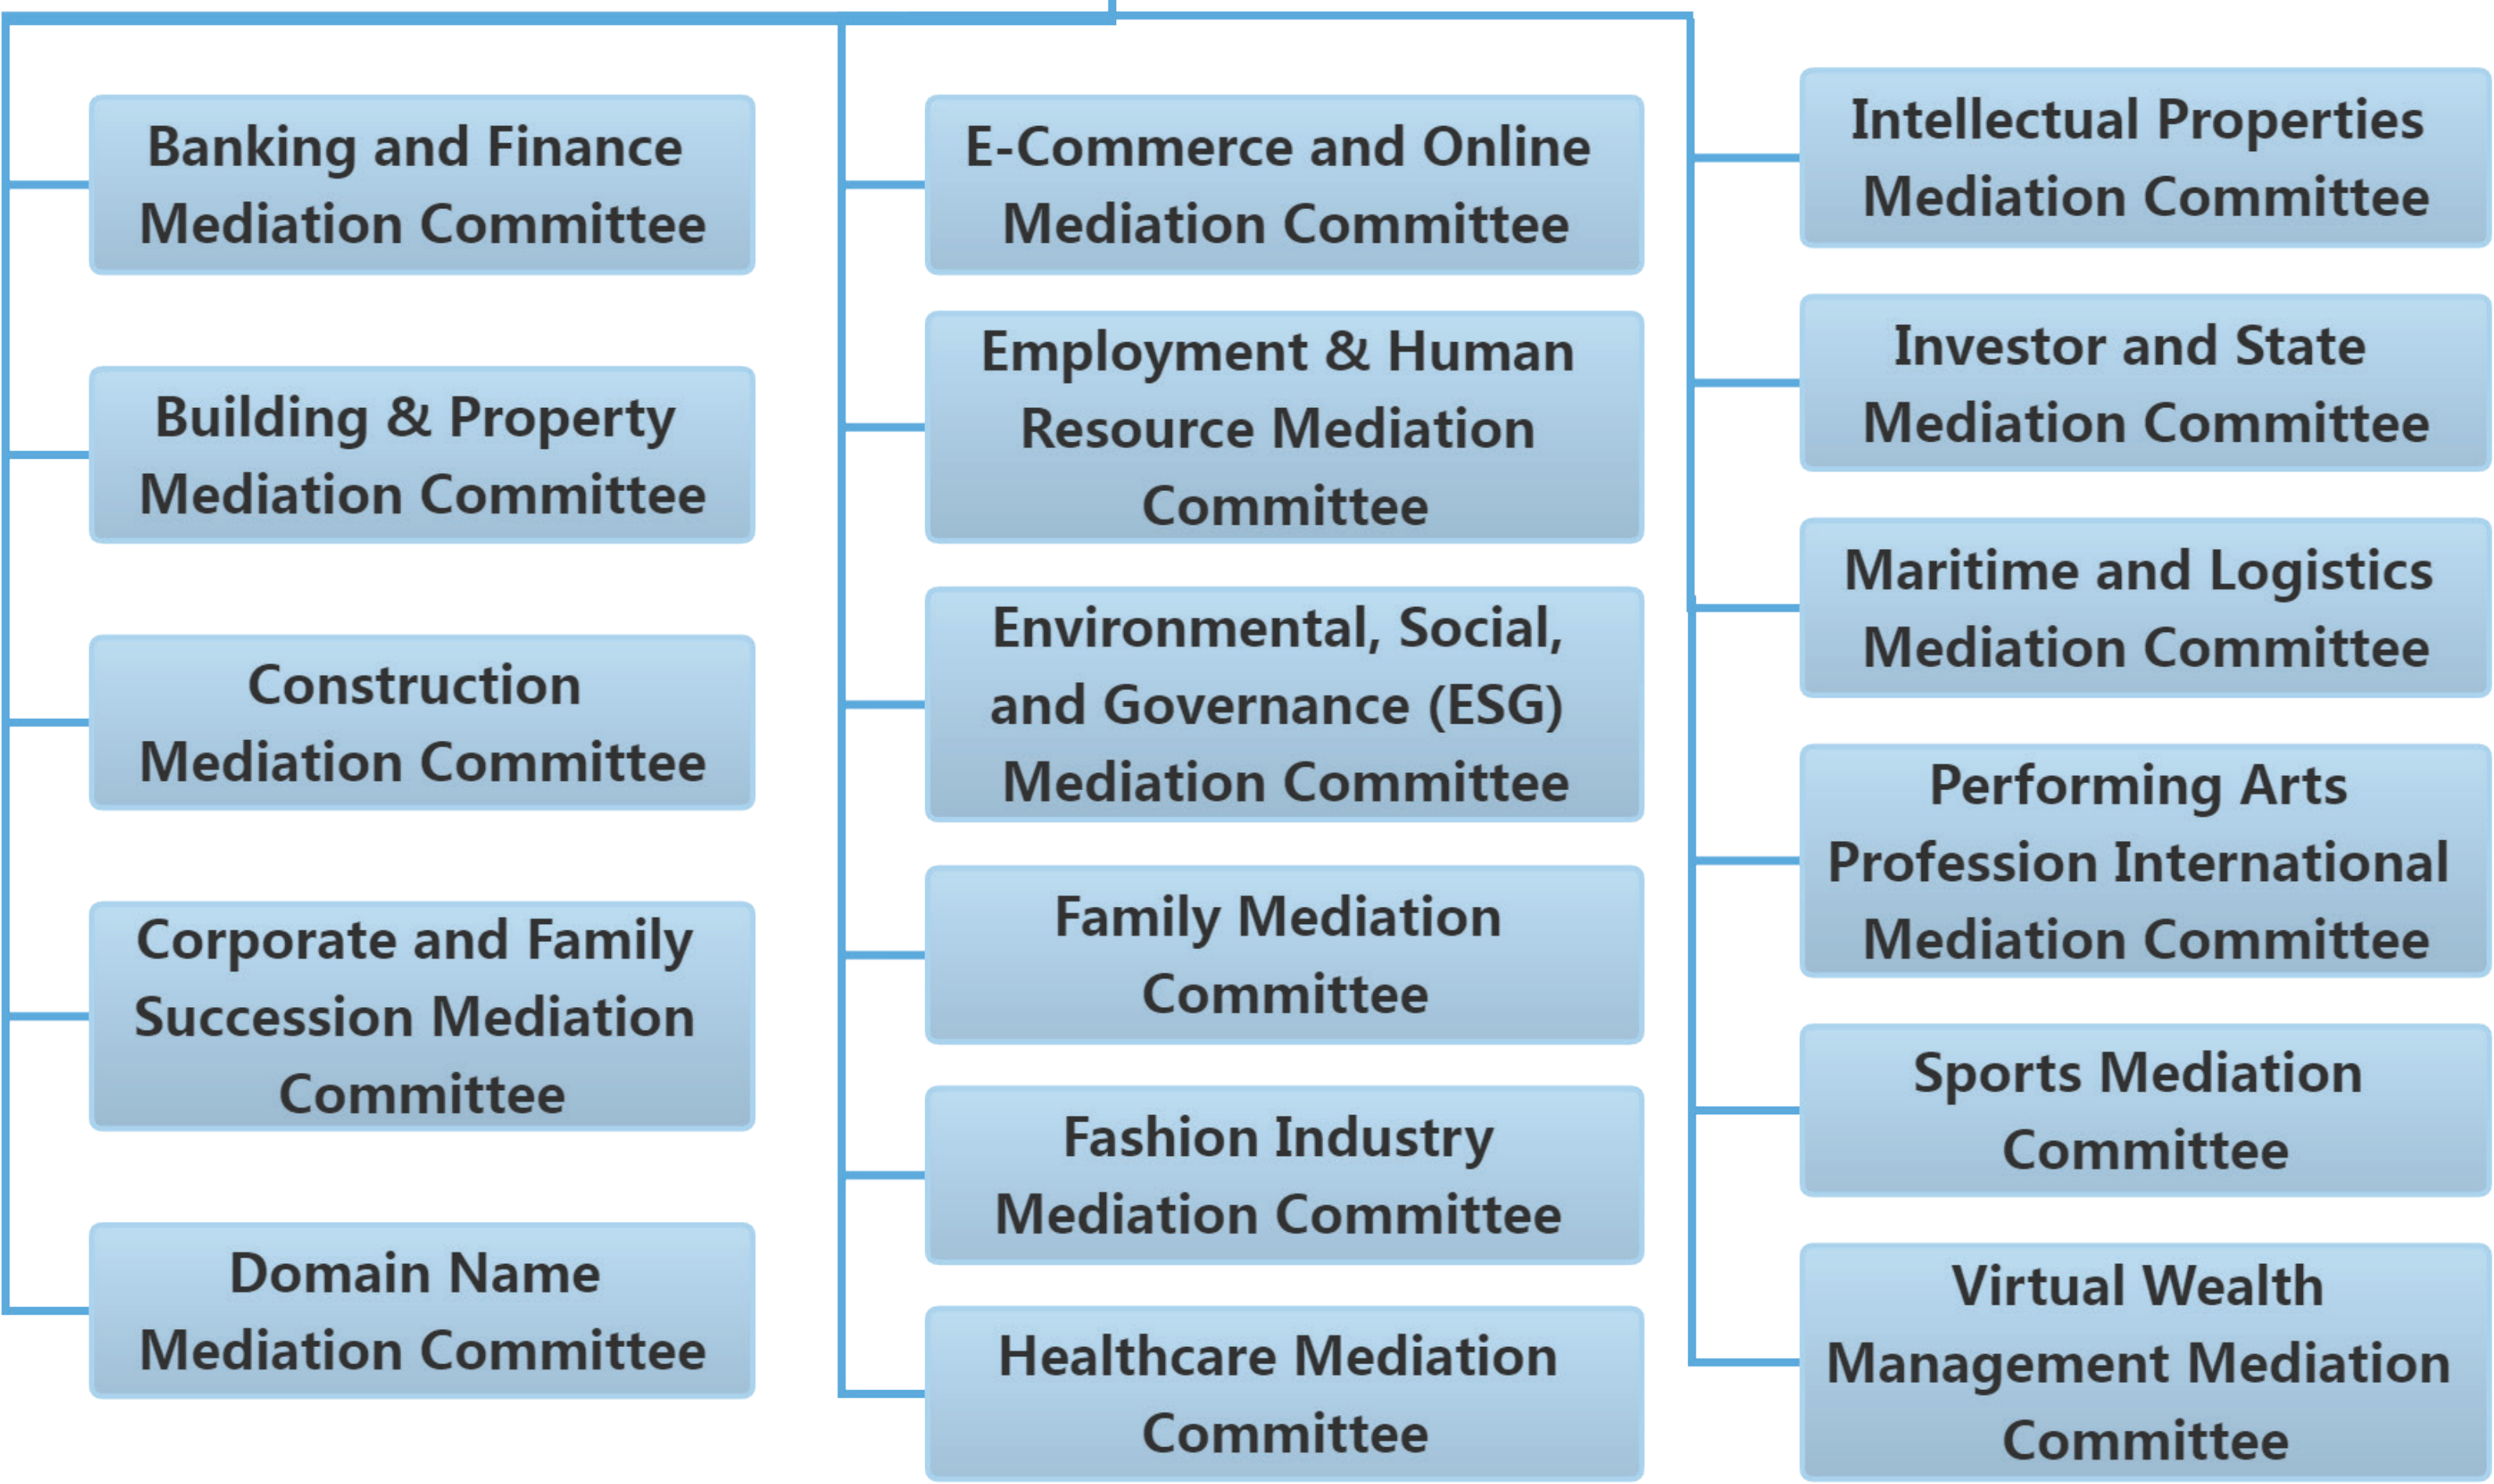 Banking and Finance
Mediation Committee
Building & Property
Mediation Committee
Construction
Mediation Committee
Corporate and Family
Succession Mediation
Committee
Domain Name
Mediation Committee
E-Commerce and Online
Mediation Committee
Employment & Human
Resource Mediation
Committee
Environmental, Social,
and Governance (ESG)
Mediation Committee
Family Mediation
Committee
Fashion Industry
Mediation Committee
Healthcare Mediation
Committee
Intellectual Properties
Mediation Committee
Investor and State
Mediation Committee
Maritime and Logistics
Mediation Committee
Performing Arts
Profession International
Mediation Committee
Sports Mediation
Committee
Virtual Wealth
Management Mediation
Committee